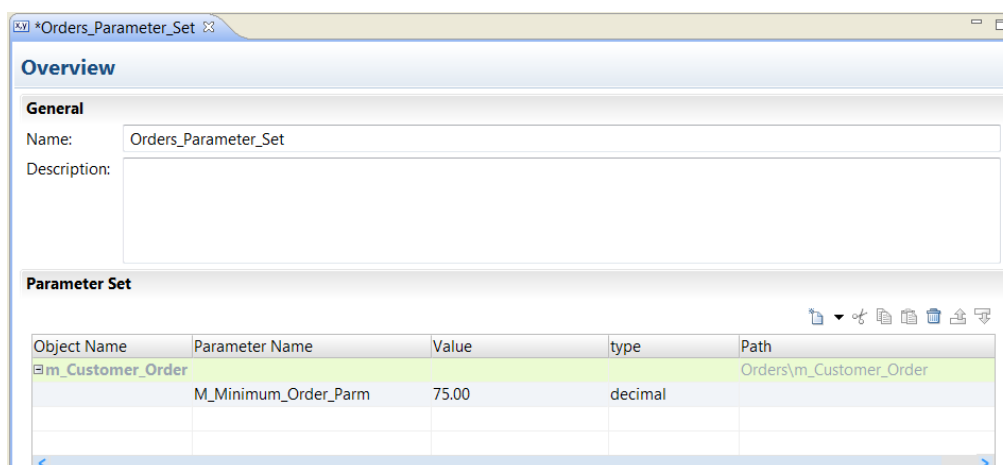 *Orders_Parameter_Set
Overview
General
Name: Orders_Parameter_Set
Description:
Parameter Set
Object Name Parameter Name Value type Path
m_Customer_Order Orders\m_Customer_Order
M_Minimum_Order_Parm 75.00 decimal